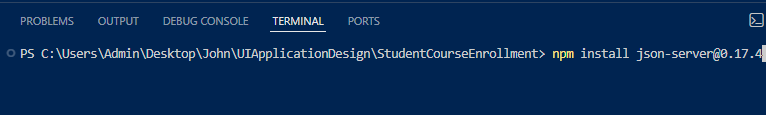 PROBLEMS OUTPUT DEBUG CONSOLE TERMINAL PORTS
PS C:\Users\Admin\Desktop\John\UIApplicationDesign\StudentCourseEnrollment> npm install json-server@0.17.4